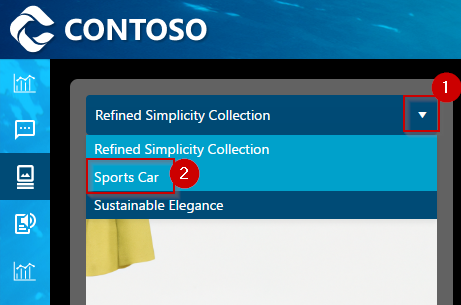 CONTOSO
1
Refined Simplicity Collection
Refined Simplicity Collection
Sports Car 2
Sustainable Elegance